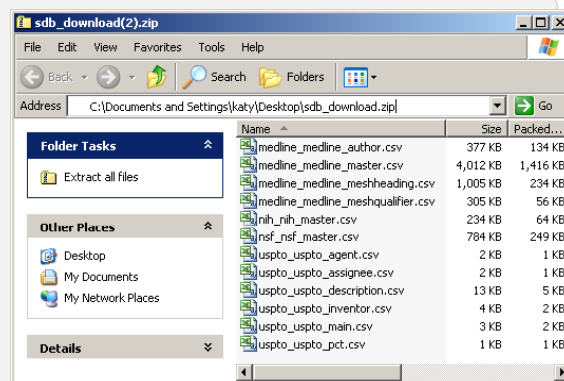 sdb_download(2).zip
File Edit View Favorites Tools Help
Back Search Folders
Address C:\Documents and Settings\katy\Desktop\sdb_download.zip Go
Folder Tasks
Extract all files
Other Places
Desktop
My Documents
My Network Places
Details
Name Size Packed...
medline_medline_author.csv 377 KB 134 KB
medline_medline_master.csv 4,012 KB 1,416 KB
medline_medline_meshheading.csv 1,005 KB 234 KB
medline_medline_meshqualifier.csv 305 KB 56 KB
nih_nih_master.csv 234 KB 64 KB
nsf_nsf_master.csv 784 KB 249 KB
uspto_uspto_agent.csv 2 KB 1 KB
uspto_uspto_assignee.csv 2 KB 1 KB
uspto_uspto_description.csv 13 KB 5 KB
uspto_uspto_inventor.csv 4 KB 2 KB
uspto_uspto_main.csv 3 KB 2 KB
uspto_uspto_pct.csv 1 KB 1 KB